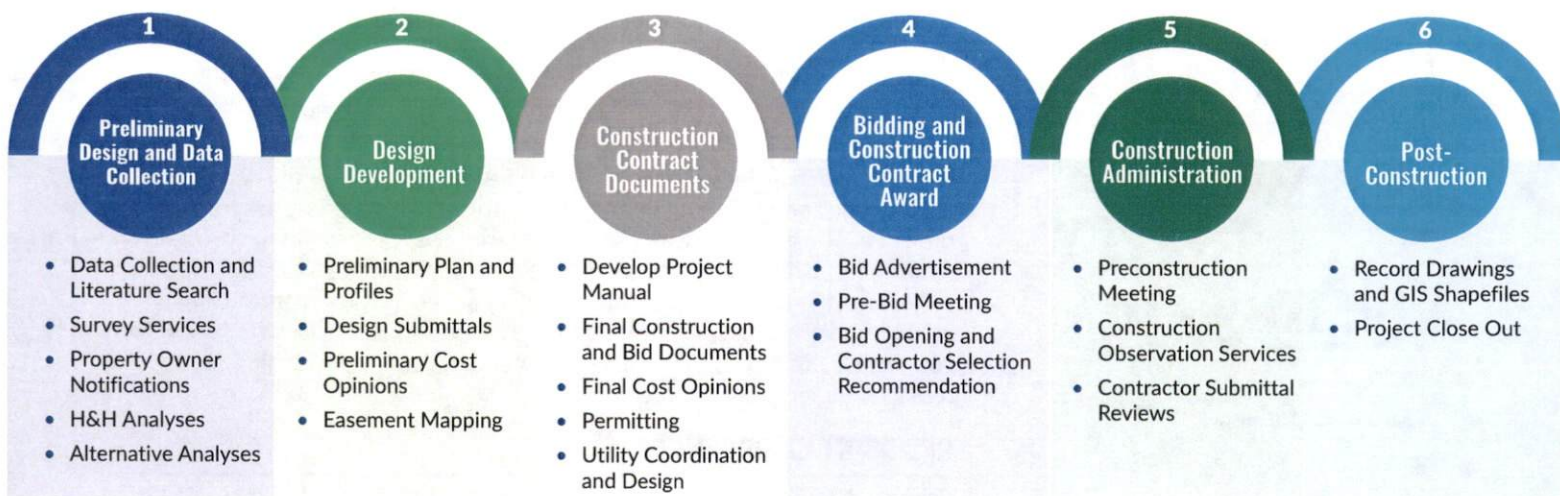 1
Preliminary
Design and Data
Collection
• Data Collection and
Literature Search
• Survey Services
• Property Owner
Notifications
• H&H Analyses
• Alternative Analyses
2
Design
Development
• Preliminary Plan and
Profiles
• Design Submittals
• Preliminary Cost
Opinions
• Easement Mapping
3
Construction
Contract
Documents
• Develop Project
Manual
• Final Construction
and Bid Documents
• Final Cost Opinions
• Permitting
• Utility Coordination
and Design
4
Bidding and
Construction
Contract
Award
• Bid Advertisement
• Pre-Bid Meeting
• Bid Opening and
Contractor Selection
Recommendation
5
Construction
Administration
• Preconstruction
Meeting
• Construction
Observation Services
• Contractor Submittal
Reviews
6
Post-
Construction
• Record Drawings
and GIS Shapefiles
• Project Close Out